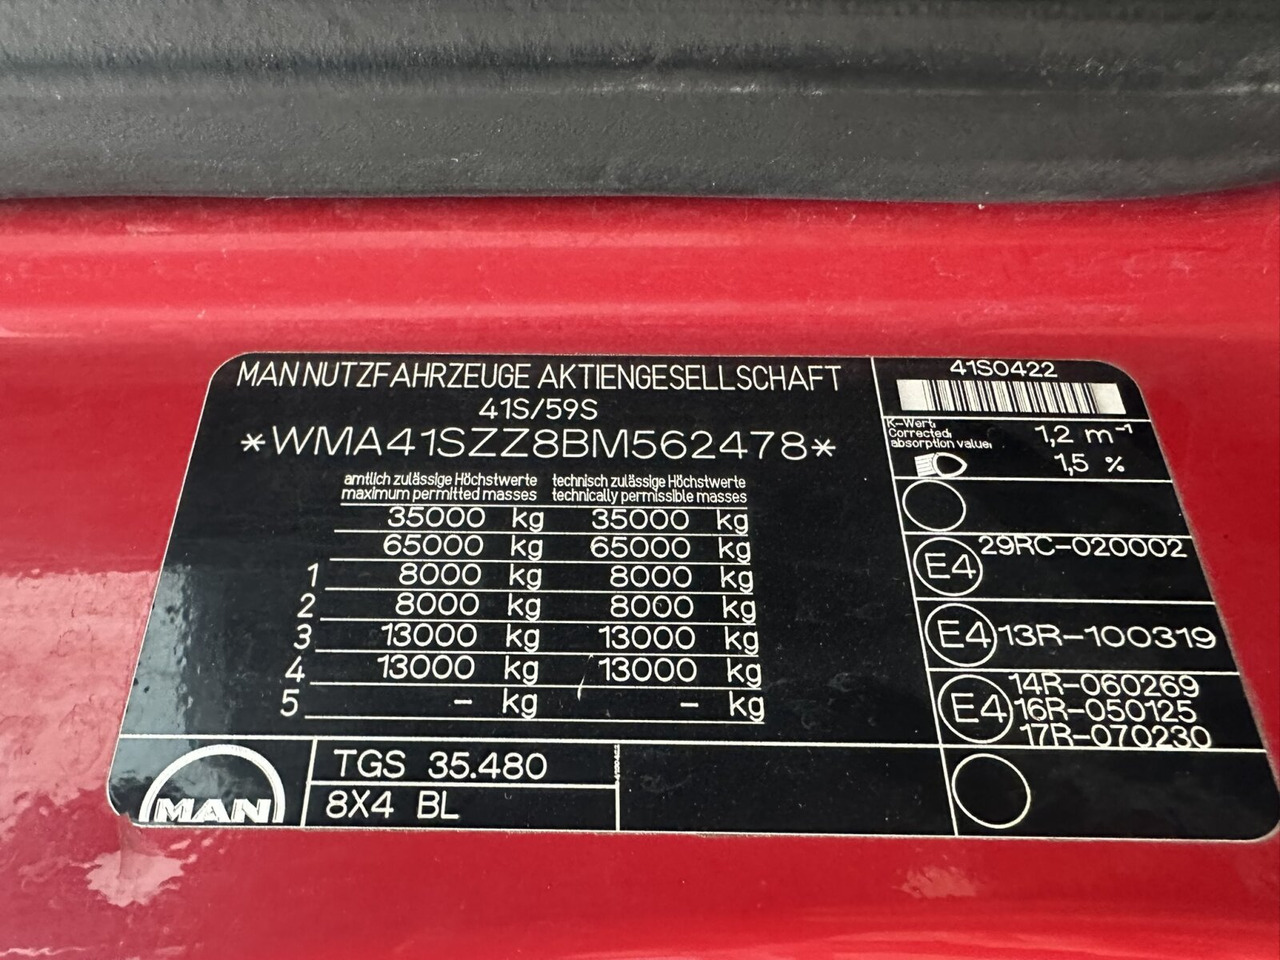 MAN NUTZFAHRZEUGE AKTIENGESELLSCHAFT
41S/59S
*WMA41SZZ8BM562478*
amtlich zulässige Höchstwerte technisch zulässige Höchstwerte
maximum permitted masses technically permissible masses
35000 kg 35000 kg
65000 kg 65000 kg
1 8000 kg 8000 kg
2 8000 kg 8000 kg
3 13000 kg 13000 kg
4 13000 kg 13000 kg
5 – kg – kg
MAN
TGS 35.480
8X4 BL
41S0422
K-Wert:
Corrected:
absorption value:
1,2 m⁻¹
1,5 %
E4 29RC-020002
E4 13R-100319
E4
14R-060269
16R-050125
17R-070230